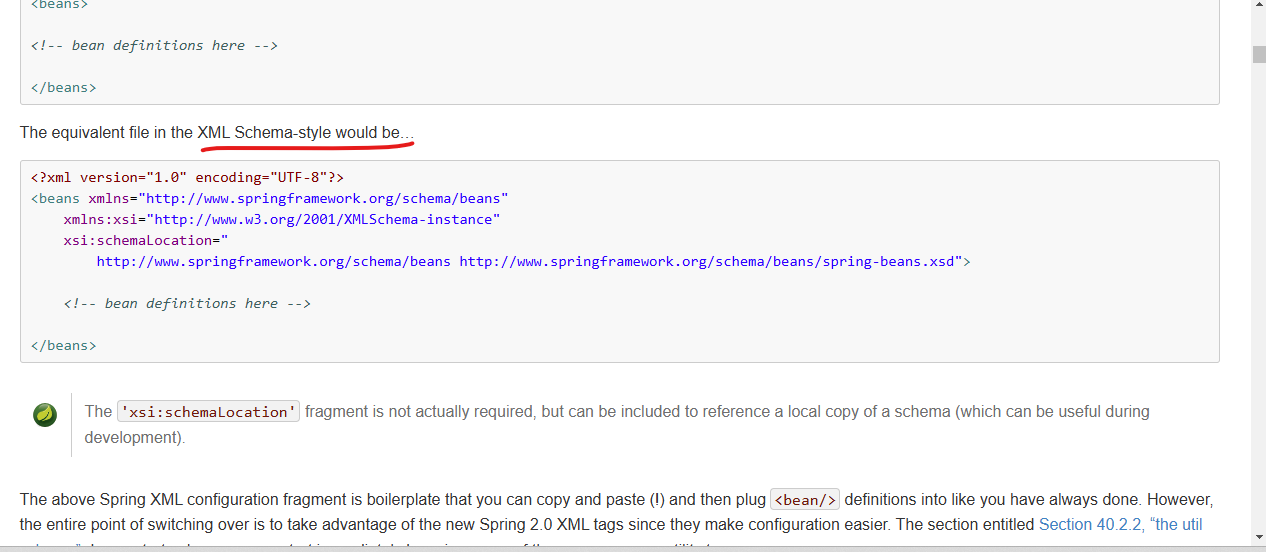 <beans>
<!-- bean definitions here -->
</beans>
The equivalent file in the XML Schema-style would be…
<?xml version="1.0" encoding="UTF-8"?>
<beans xmlns="http://www.springframework.org/schema/beans"
    xmlns:xsi="http://www.w3.org/2001/XMLSchema-instance"
    xsi:schemaLocation="
        http://www.springframework.org/schema/beans http://www.springframework.org/schema/beans/spring-beans.xsd">
    <!-- bean definitions here -->
</beans>
The 'xsi:schemaLocation' fragment is not actually required, but can be included to reference a local copy of a schema (which can be useful during
development).
The above Spring XML configuration fragment is boilerplate that you can copy and paste (!) and then plug <bean/> definitions into like you have always done. However,
the entire point of switching over is to take advantage of the new Spring 2.0 XML tags since they make configuration easier. The section entitled Section 40.2.2, “the util